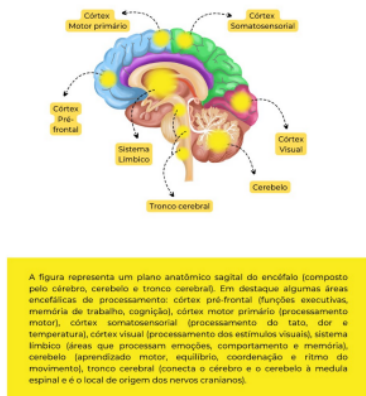 Córtex
Motor primário
Córtex
Somatosensorial
Córtex
Pré-
frontal
Sistema
Límbico
Córtex
Visual
Cerebelo
Tronco cerebral
A figura representa um plano anatômico sagital do encéfalo (composto
pelo cérebro, cerebelo e tronco cerebral). Em destaque algumas áreas
encefálicas de processamento: córtex pré-frontal (funções executivas,
memória de trabalho, cognição), córtex motor primário (processamento
motor), córtex somatosensorial (processamento do tato, dor e
temperatura), córtex visual (processamento dos estímulos visuais), sistema
límbico (áreas que processam emoções, comportamento e memória),
cerebelo (aprendizado motor, equilíbrio, coordenação e ritmo do
movimento), tronco cerebral (conecta o cérebro e o cerebelo à medula
espinal e é o local de origem dos nervos cranianos).